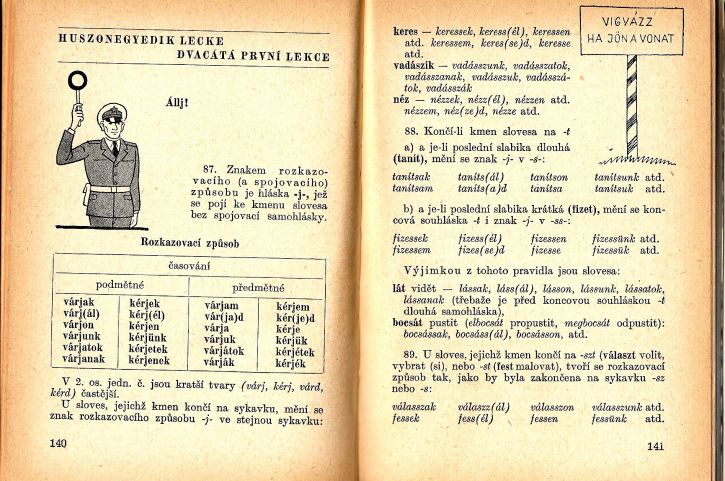 HUSZONEGYEDIK LECKE
DVACÁTÁ PRVNÍ LEKCE
Állj!
87. Znakem rozkazo-
vacího (a spojovacího)
způsobu je hláska -j-, jež
se pojí ke kmenu slovesa
bez spojovací samohlásky.
Rozkazovací způsob
časování
podmětné předmětné
várjak kérjek várjam kérjem
várj(ál) kérj(él) vár(ja)d kér(je)d
várjon kérjen várja kérje
várjunk kérjünk várjuk kérjük
várjatok kérjetek várjátok kérjétek
várjanak kérjenek várják kérjék
V 2. os. jedn. č. jsou kratší tvary (várj, kérj, várd,
kérd) častější.
U sloves, jejichž kmen končí na sykavku, mění se
znak rozkazovacího způsobu -j- ve stejnou sykavku:
140
VIGYÁZZ
HA JÖN A VONAT
keres — keressek, keress(él), keressen
atd. keressem, keres(se)d, keresse
atd.
vadászik — vadásszunk, vadásszatok,
vadásszanak, vadásszuk, vadásszá-
tok, vadásszák
néz — nézzek, nézz(él), nézzen atd.
nézzem, néz(ze)d, nézze atd.
88. Končí-li kmen slovesa na -t
a) a je-li poslední slabika dlouhá
(tanít), mění se znak -j- v -s-:
tanítsak taníts(ál) tanítson tanítsunk atd.
tanítsam taníts(a)d tanítsa tanítsuk atd.
b) a je-li poslední slabika krátká (fizet), mění se kon-
cová souhláska -t i znak -j- v -ss-:
fizessek fizess(él) fizessen fizessünk atd.
fizessem fizes(se)d fizesse fizessük atd.
Výjimkou z tohoto pravidla jsou slovesa:
lát vidět — lássak, láss(ál), lásson, lássunk, lássatok,
lássanak (třebaže je před koncovou souhláskou -t
dlouhá samohláska),
bocsát pustit (elbocsát propustit, megbocsát odpustit):
bocsássak, bocsáss(ál), bocsásson, atd.
89. U sloves, jejichž kmen končí na -szt (választ volit,
vybrat (si), nebo -st (fest malovat), tvoří se rozkazovací
způsob tak, jako by byla zakončena na sykavku -sz
nebo -s:
válasszak válassz(ál) válasszon válasszunk atd.
fessek fess(él) fessen fessünk atd.
141